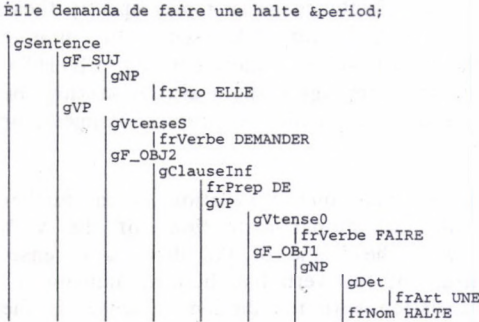 Elle demanda de faire une halte &period;
gSentence
gF_SUJ
gNP
frPro ELLE
gVP
gVtenseS
frVerbe DEMANDER
gF_OBJ2
gClauseInf
frPrep DE
gVP
gVtense0
frVerbe FAIRE
gF_OBJ1
gNP
gDet
frArt UNE
frNom HALTE